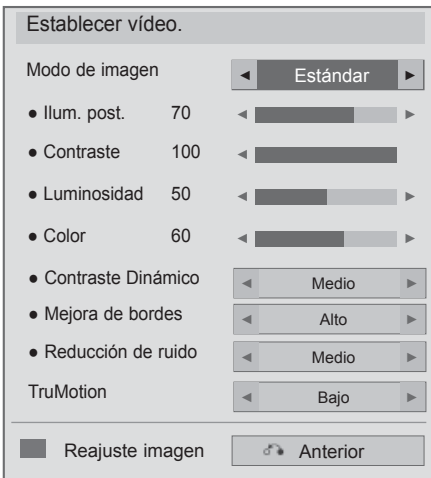 Establecer vídeo.
Modo de imagen ◄ Estándar ►
● Ilum. post. 70 ◄ ►
● Contraste 100 ◄
● Luminosidad 50 ◄ ►
● Color 60 ◄ ►
● Contraste Dinámico ◄ Medio ►
● Mejora de bordes ◄ Alto ►
● Reducción de ruido ◄ Medio ►
TruMotion ◄ Bajo ►
Reajuste imagen Anterior